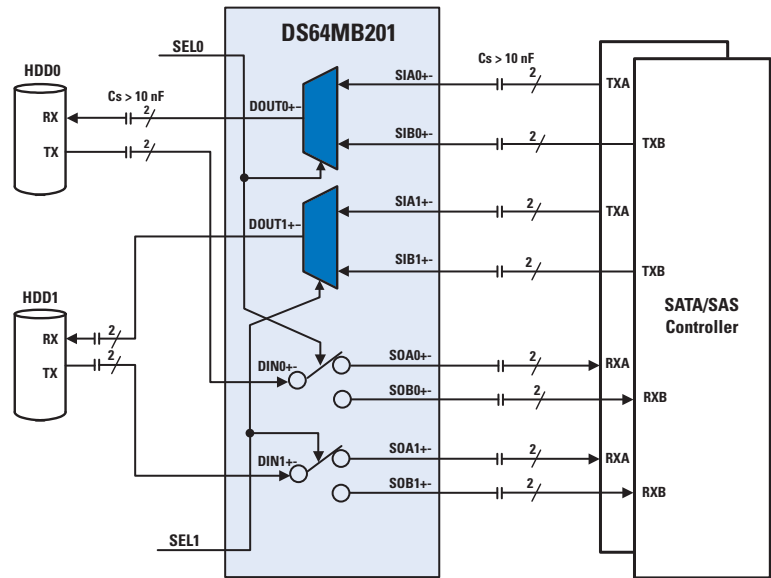 DS64MB201
SEL0
HDD0
Cs > 10 nF
2
RX
TX
2
DOUT0+-
SIA0+-
Cs > 10 nF
2
TXA
SIB0+-
2
TXB
SIA1+-
2
TXA
DOUT1+-
SIB1+-
2
TXB
HDD1
RX
2
TX
2
SATA/SAS
Controller
DIN0+-
SOA0+-
2
RXA
SOB0+-
2
RXB
DIN1+-
SOA1+-
2
RXA
SOB1+-
2
RXB
SEL1